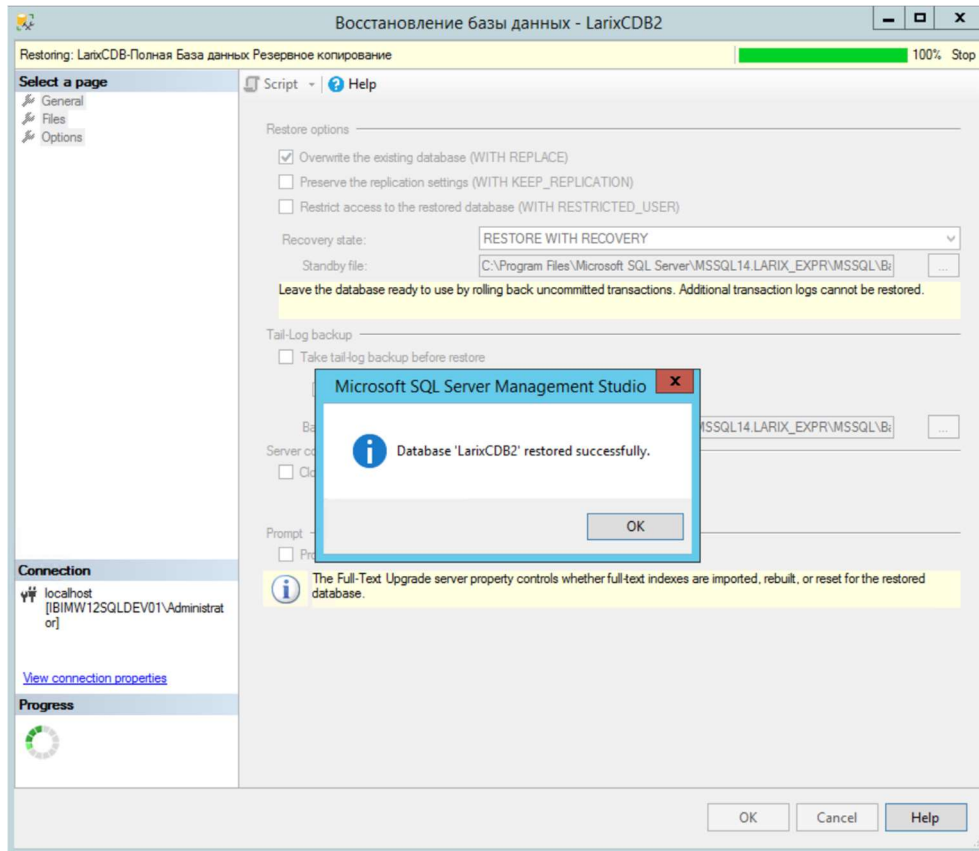 Восстановление базы данных - LarixCDB2
Restoring: LarixCDB-Полная База данных Резервное копирование
100% Stop
Select a page
General
Files
Options
Script
Help
Restore options
Overwrite the existing database (WITH REPLACE)
Preserve the replication settings (WITH KEEP_REPLICATION)
Restrict access to the restored database (WITH RESTRICTED_USER)
Recovery state:
RESTORE WITH RECOVERY
Standby file:
C:\Program Files\Microsoft SQL Server\MSSQL14.LARIX_EXPR\MSSQL\Ba
...
Leave the database ready to use by rolling back uncommitted transactions. Additional transaction logs cannot be restored.
Tail-Log backup
Take tail-log backup before restore
Ba
MSSQL14.LARIX_EXPR\MSSQL\Ba
...
Server co
Clo
Prompt
Pro
Microsoft SQL Server Management Studio
Database 'LarixCDB2' restored successfully.
OK
The Full-Text Upgrade server property controls whether full-text indexes are imported, rebuilt, or reset for the restored
database.
Connection
localhost
[IBIMW12SQLDEV01\Administrat
or]
View connection properties
Progress
OK
Cancel
Help